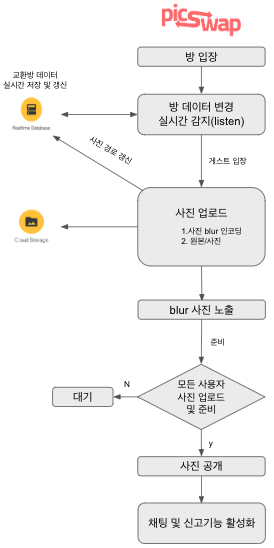 picswap
방 입장
교환방 데이터
실시간 저장 및 갱신
Realtime Database
방 데이터 변경
실시간 감지(listen)
게스트 입장
사진 경로 갱신
사진 업로드
1.사진 blur 인코딩
2. 원본/사진
Cloud Storage
blur 사진 노출
준비
모든 사용자
사진 업로드
및 준비
N
대기
y
사진 공개
채팅 및 신고기능 활성화